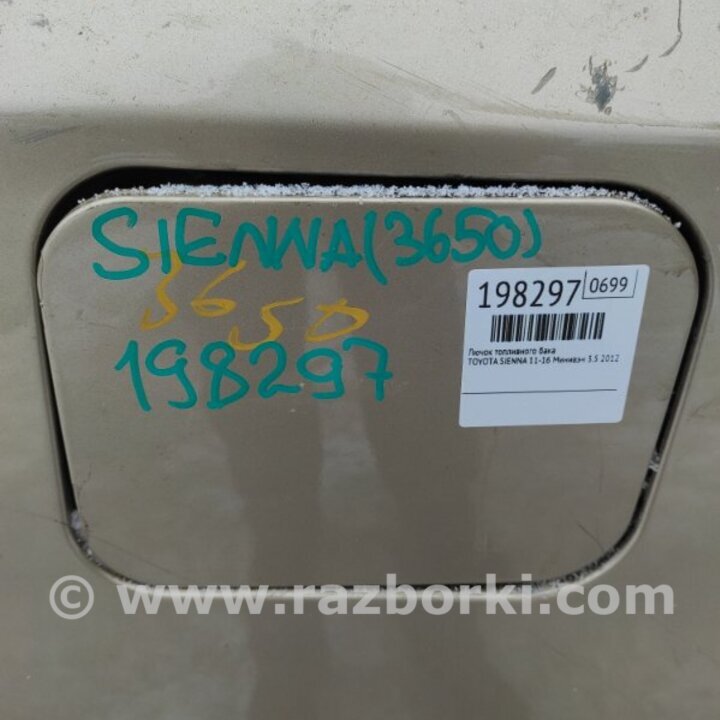 SIENNA(3650)
3650
198297
198297 0699
Лючок топливного бака
TOYOTA SIENNA 11-16 Минивэн 3.5 2012
© www.razborki.com